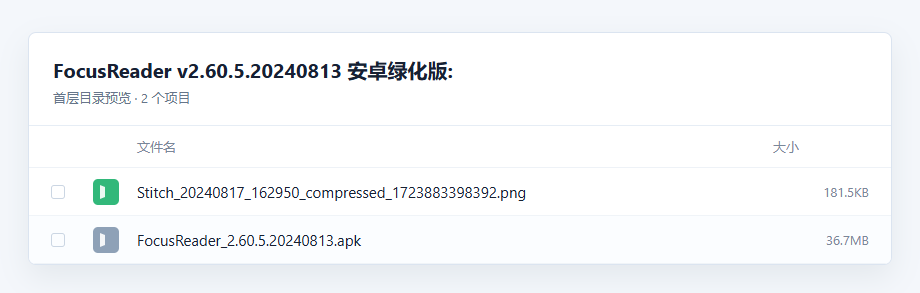 FocusReader v2.60.5.20240813 安卓绿化版:
首层目录预览 · 2 个项目
文件名 大小
Stitch_20240817_162950_compressed_1723883398392.png 181.5KB
FocusReader_2.60.5.20240813.apk 36.7MB